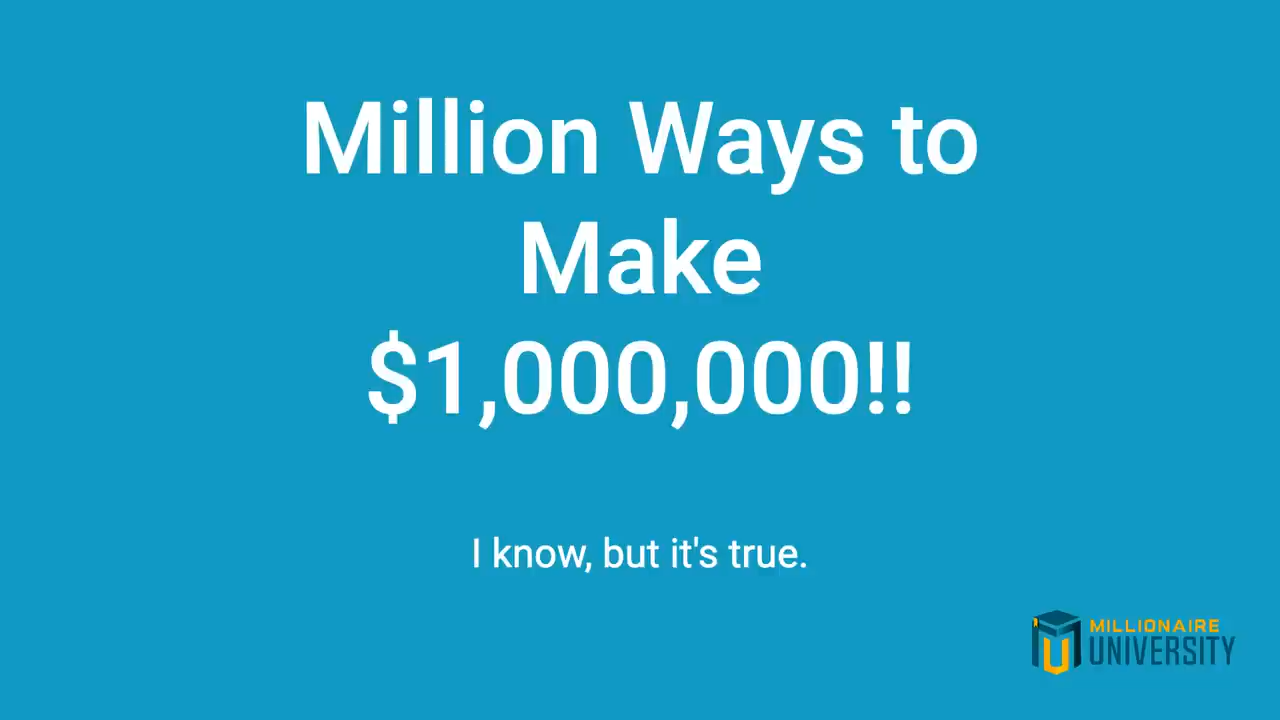 Million Ways to
Make
$1,000,000!!
I know, but it's true.
MILLIONAIRE
UNIVERSITY